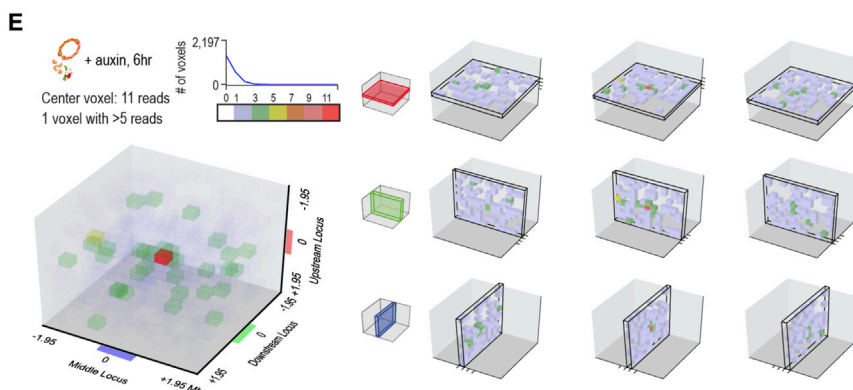 E
+ auxin, 6hr
Center voxel: 11 reads
1 voxel with >5 reads
# of voxels
2,197
0
0 1 3 5 7 9 11
-1.95
0
+1.95
Upstream Locus
-1.95
0
+1.95
Downstream Locus
-1.95
0
+1.95 M
Middle Locus